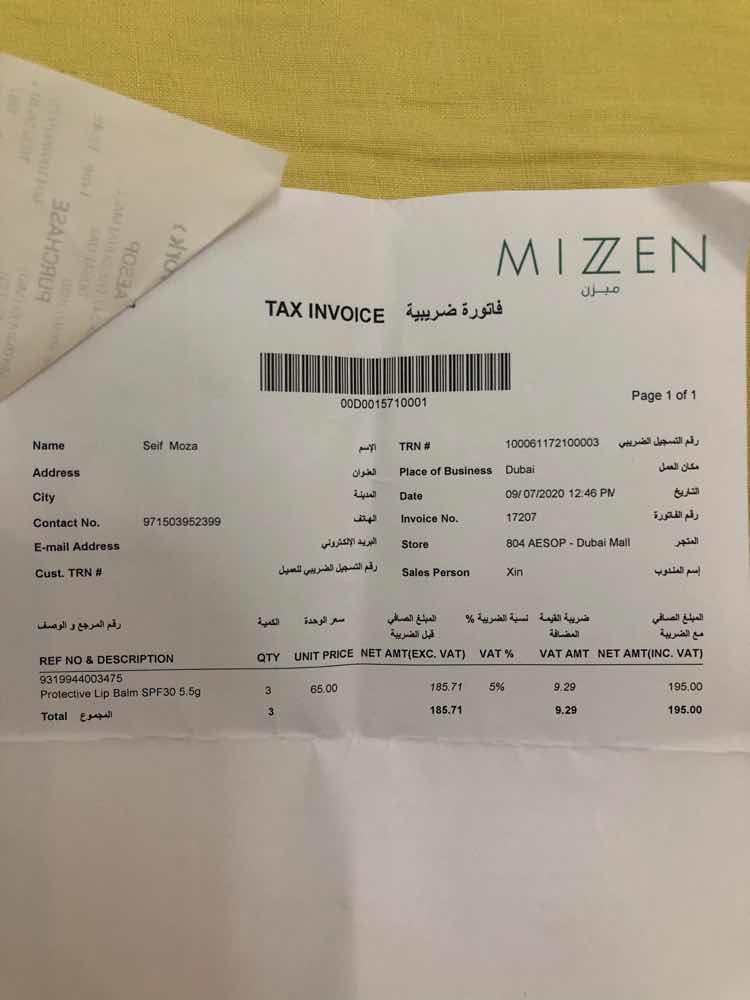 PURCHASE
AESOP
MIZZEN
ميزن
TAX INVOICE فاتورة ضريبية
00D0015710001
Page 1 of 1
Name Seif Moza الإسم TRN # 100061172100003 رقم التسجيل الضريبي
Address العنوان Place of Business Dubai مكان العمل
City المدينة Date 09/07/2020 12:46 PM التاريخ
Contact No. 971503952399 الهاتف Invoice No. 17207 رقم الفاتورة
E-mail Address البريد الإلكتروني Store 804 AESOP - Dubai Mall المتجر
Cust. TRN # رقم التسجيل الضريبي للعميل Sales Person Xin إسم المندوب
رقم المرجع و الوصف الكمية سعر الوحدة المبلغ الصافي نسبة الضريبة % ضريبة القيمة المبلغ الصافي
قبل الضريبة المضافة مع الضريبة
REF NO & DESCRIPTION QTY UNIT PRICE NET AMT(EXC. VAT) VAT % VAT AMT NET AMT(INC. VAT)
9319944003475
Protective Lip Balm SPF30 5.5g 3 65.00 185.71 5% 9.29 195.00
Total المجموع 3 185.71 9.29 195.00